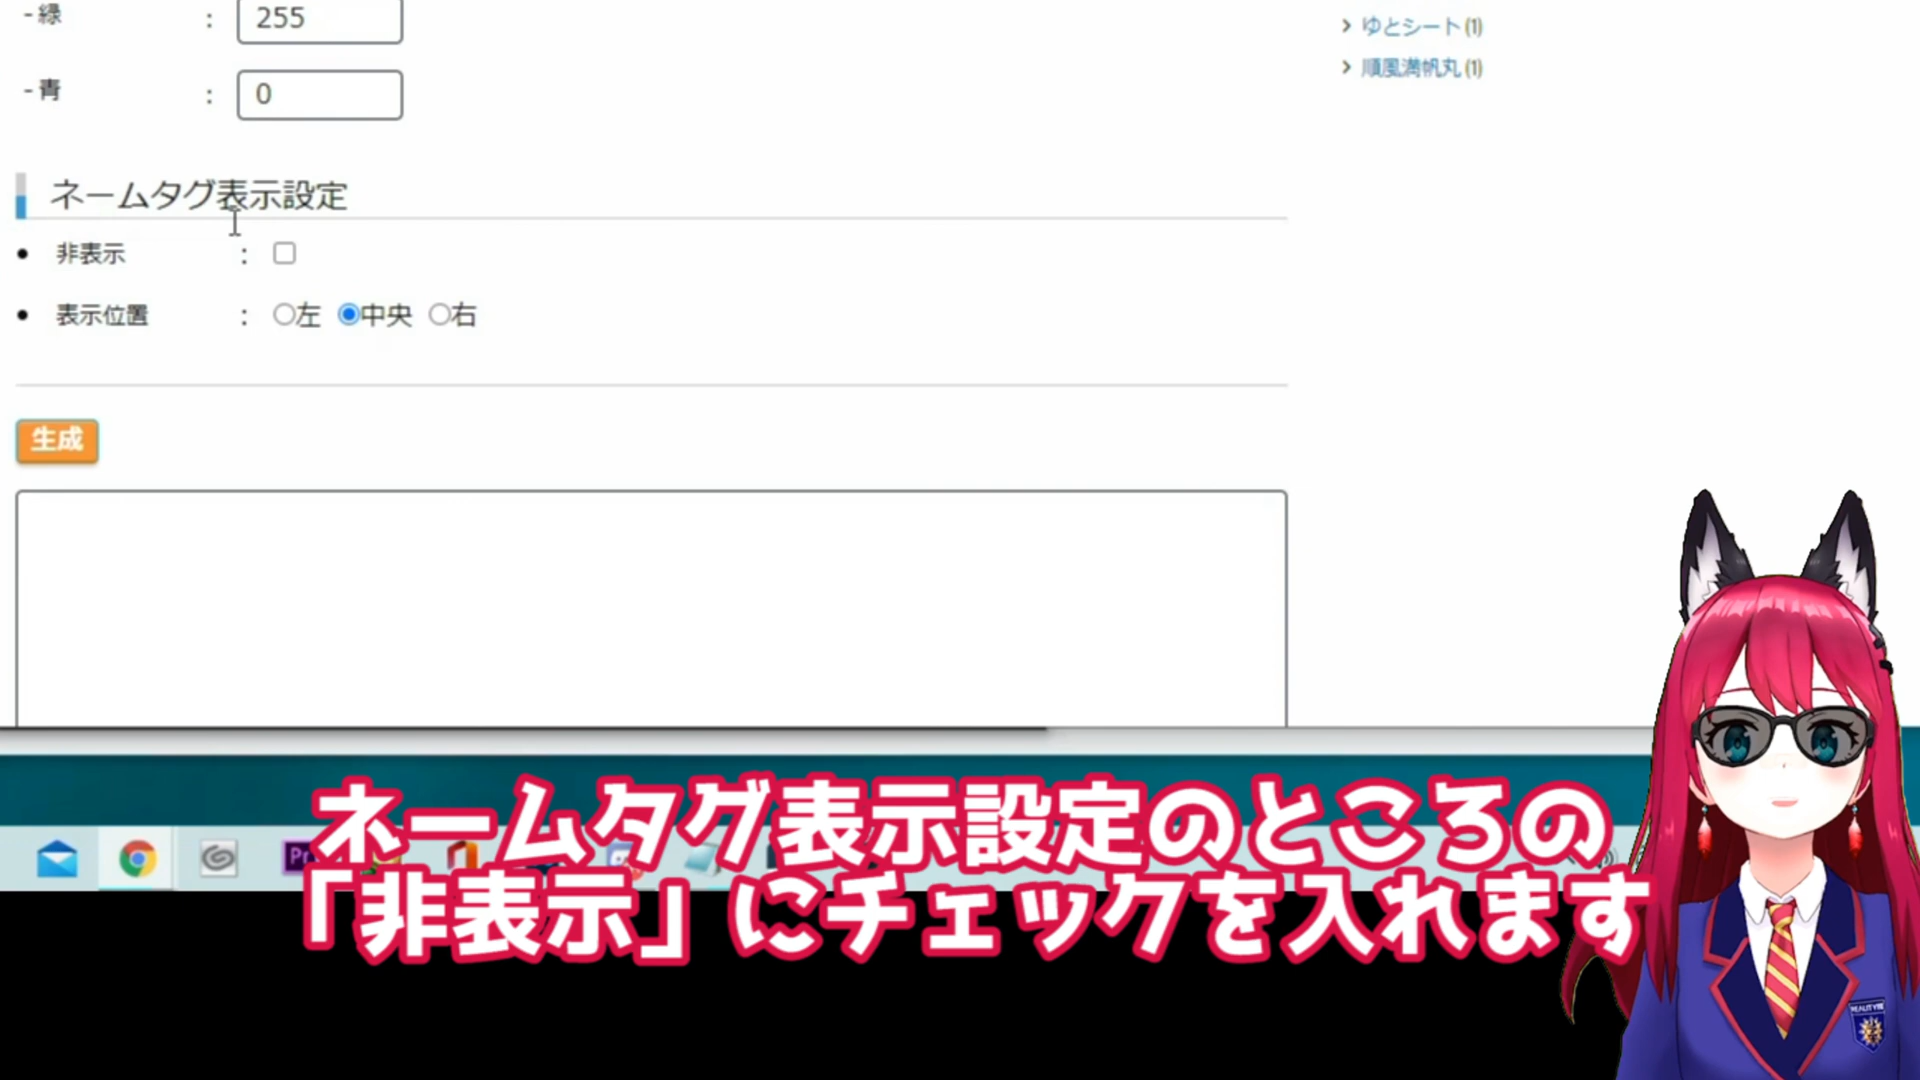 - 緑 : 255
- 青 : 0
ネームタグ表示設定
• 非表示 :
• 表示位置 : 左 中央 右
生成
ゆとシート (1)
順風満帆丸 (1)
Pr
ネームタグ表示設定のところの
「非表示」にチェックを入れます